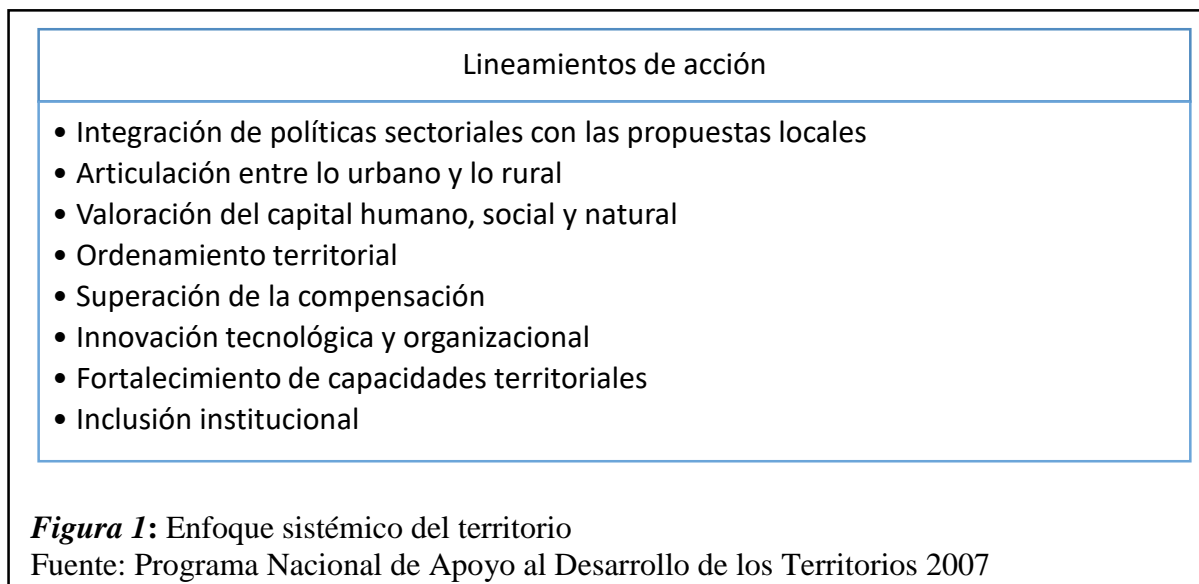 Lineamientos de acción
• Integración de políticas sectoriales con las propuestas locales
• Articulación entre lo urbano y lo rural
• Valoración del capital humano, social y natural
• Ordenamiento territorial
• Superación de la compensación
• Innovación tecnológica y organizacional
• Fortalecimiento de capacidades territoriales
• Inclusión institucional
Figura 1: Enfoque sistémico del territorio
Fuente: Programa Nacional de Apoyo al Desarrollo de los Territorios 2007